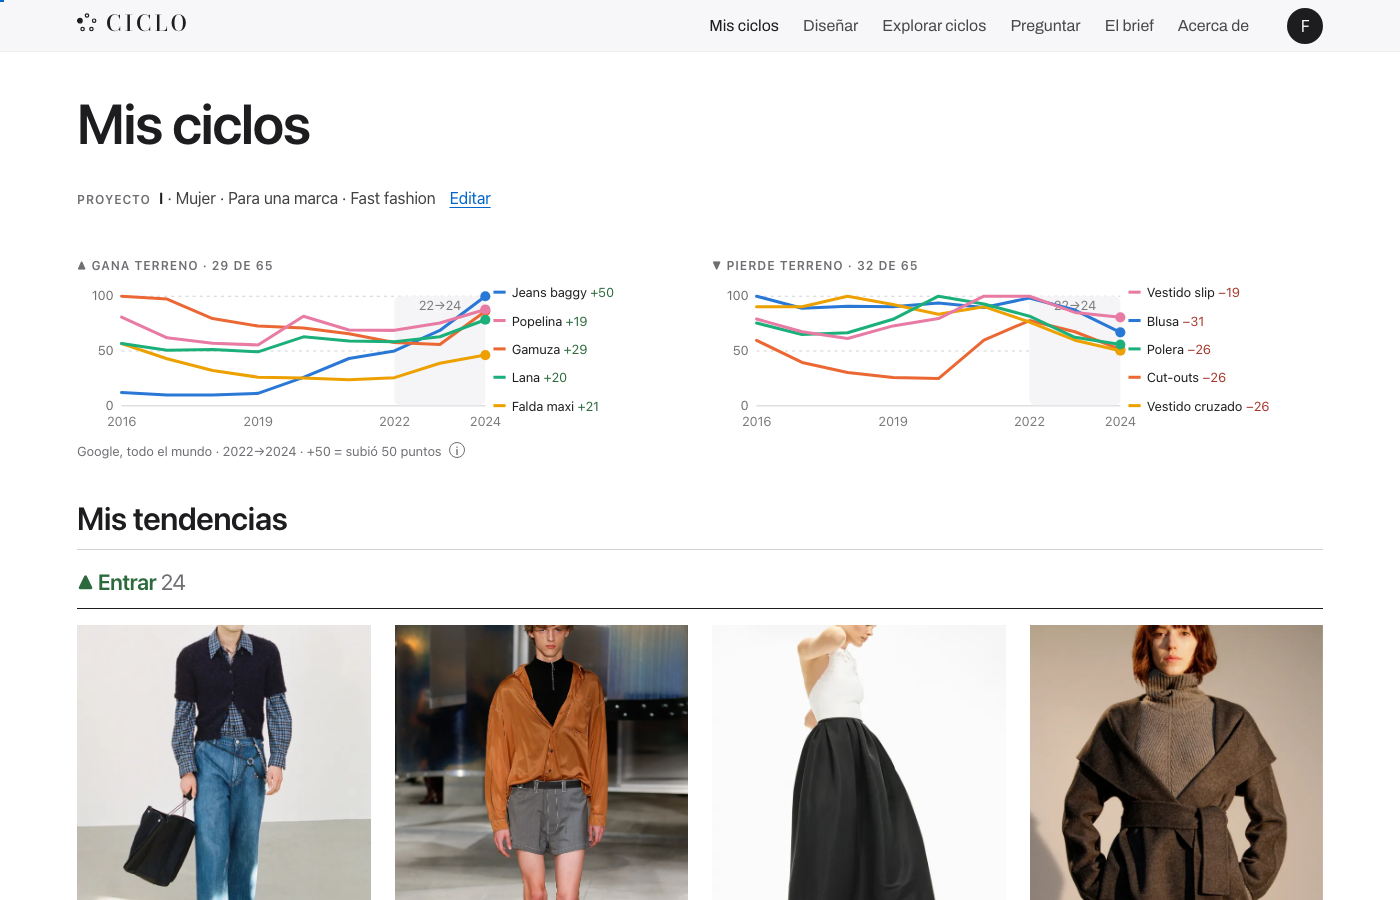 CICLO
Mis ciclos
Diseñar
Explorar ciclos
Preguntar
El brief
Acerca de
F
Mis ciclos
PROYECTO I · Mujer · Para una marca · Fast fashion Editar
▲ GANA TERRENO · 29 DE 65
100
50
0
22→24
2016
2019
2022
2024
Jeans baggy +50
Popelina +19
Gamuza +29
Lana +20
Falda maxi +21
Google, todo el mundo · 2022→2024 · +50 = subió 50 puntos ⓘ
▼ PIERDE TERRENO · 32 DE 65
100
50
0
22→24
2016
2019
2022
2024
Vestido slip −19
Blusa −31
Polera −26
Cut-outs −26
Vestido cruzado −26
Mis tendencias
▲ Entrar 24